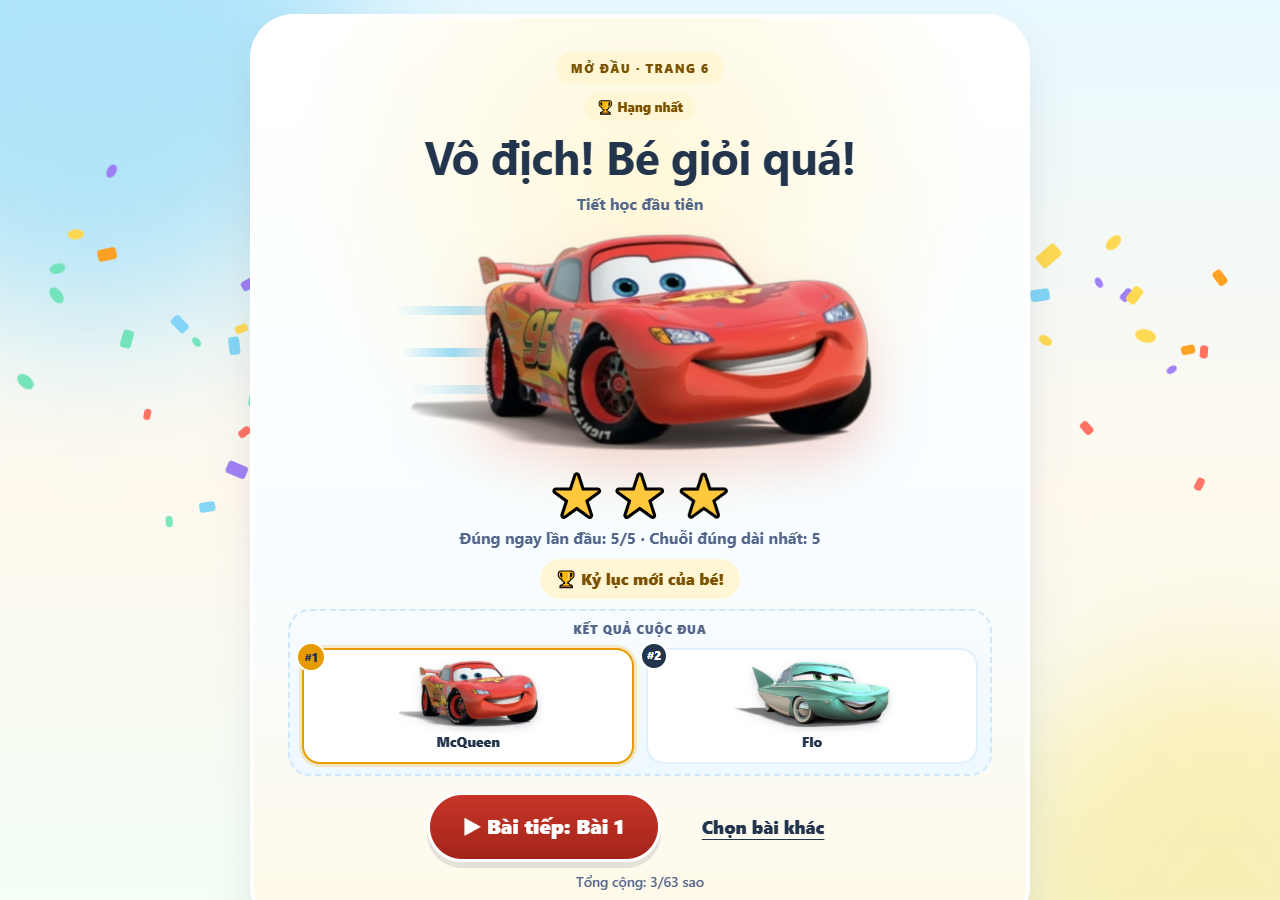 MỞ ĐẦU · TRANG 6
🏆 Hạng nhất
Vô địch! Bé giỏi quá!
Tiết học đầu tiên
95
LIGHTYEAR
Đúng ngay lần đầu: 5/5 · Chuỗi đúng dài nhất: 5
🏆 Kỷ lục mới của bé!
KẾT QUẢ CUỘC ĐUA
#1
McQueen
#2
Flo
▶ Bài tiếp: Bài 1
Chọn bài khác
Tổng cộng: 3/63 sao